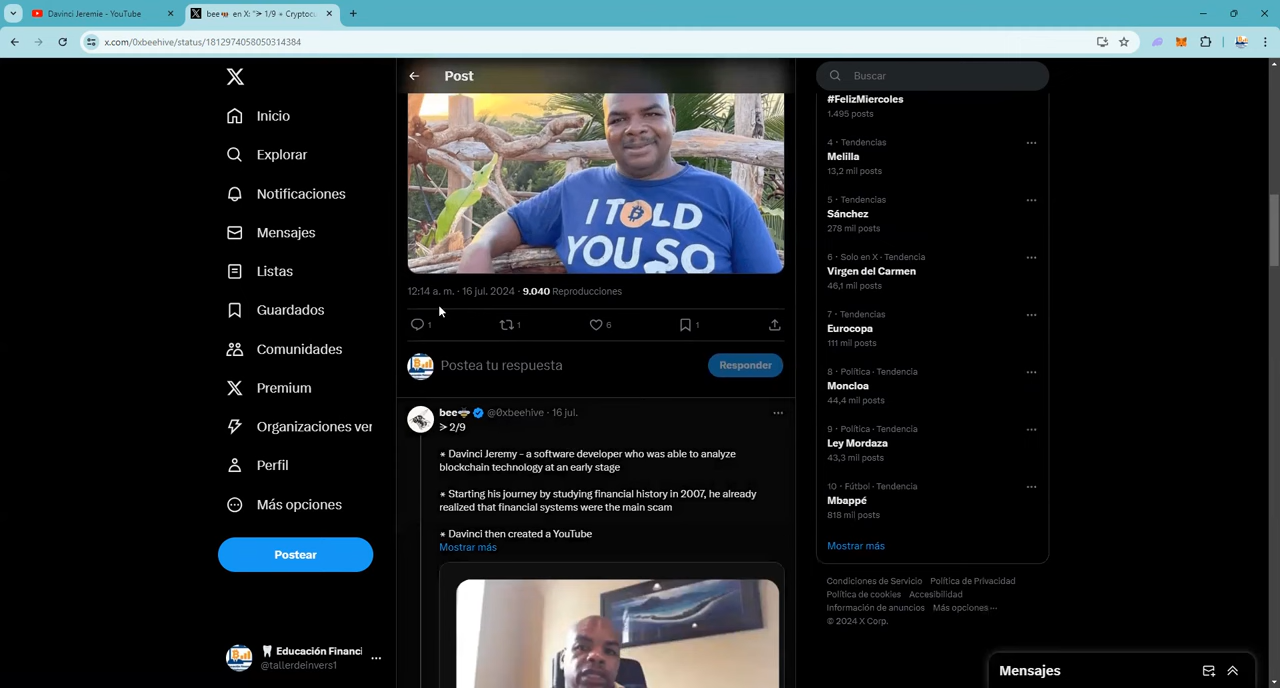 Davinci Jeremie - YouTube
x.com/0xbeehive/status/1812974058050314384
Post
Inicio
Explorar
Notificaciones
Mensajes
Listas
Guardados
Comunidades
Premium
Organizaciones ver
Perfil
Más opciones
Postear
Educación Financi
@tallerdeinvers1
I TOLD
YOU SO
12:14 a. m. · 16 jul. 2024 · 9.040 Reproducciones
1
1
6
1
Postea tu respuesta
Responder
bee @0xbeehive · 16 jul.
⪢ 2/9
∗ Davinci Jeremy - a software developer who was able to analyze
blockchain technology at an early stage
∗ Starting his journey by studying financial history in 2007, he already
realized that financial systems were the main scam
∗ Davinci then created a YouTube
Mostrar más
Buscar
#FelizMiercoles
1.495 posts
4 · Tendencias
Melilla
13,2 mil posts
5 · Tendencias
Sánchez
278 mil posts
6 · Solo en X · Tendencia
Virgen del Carmen
46,1 mil posts
7 · Tendencias
Eurocopa
111 mil posts
8 · Política · Tendencia
Moncloa
44,4 mil posts
9 · Política · Tendencia
Ley Mordaza
43,3 mil posts
10 · Fútbol · Tendencia
Mbappé
818 mil posts
Mostrar más
Condiciones de Servicio Política de Privacidad
Política de cookies Accesibilidad
Información de anuncios Más opciones ···
© 2024 X Corp.
Mensajes